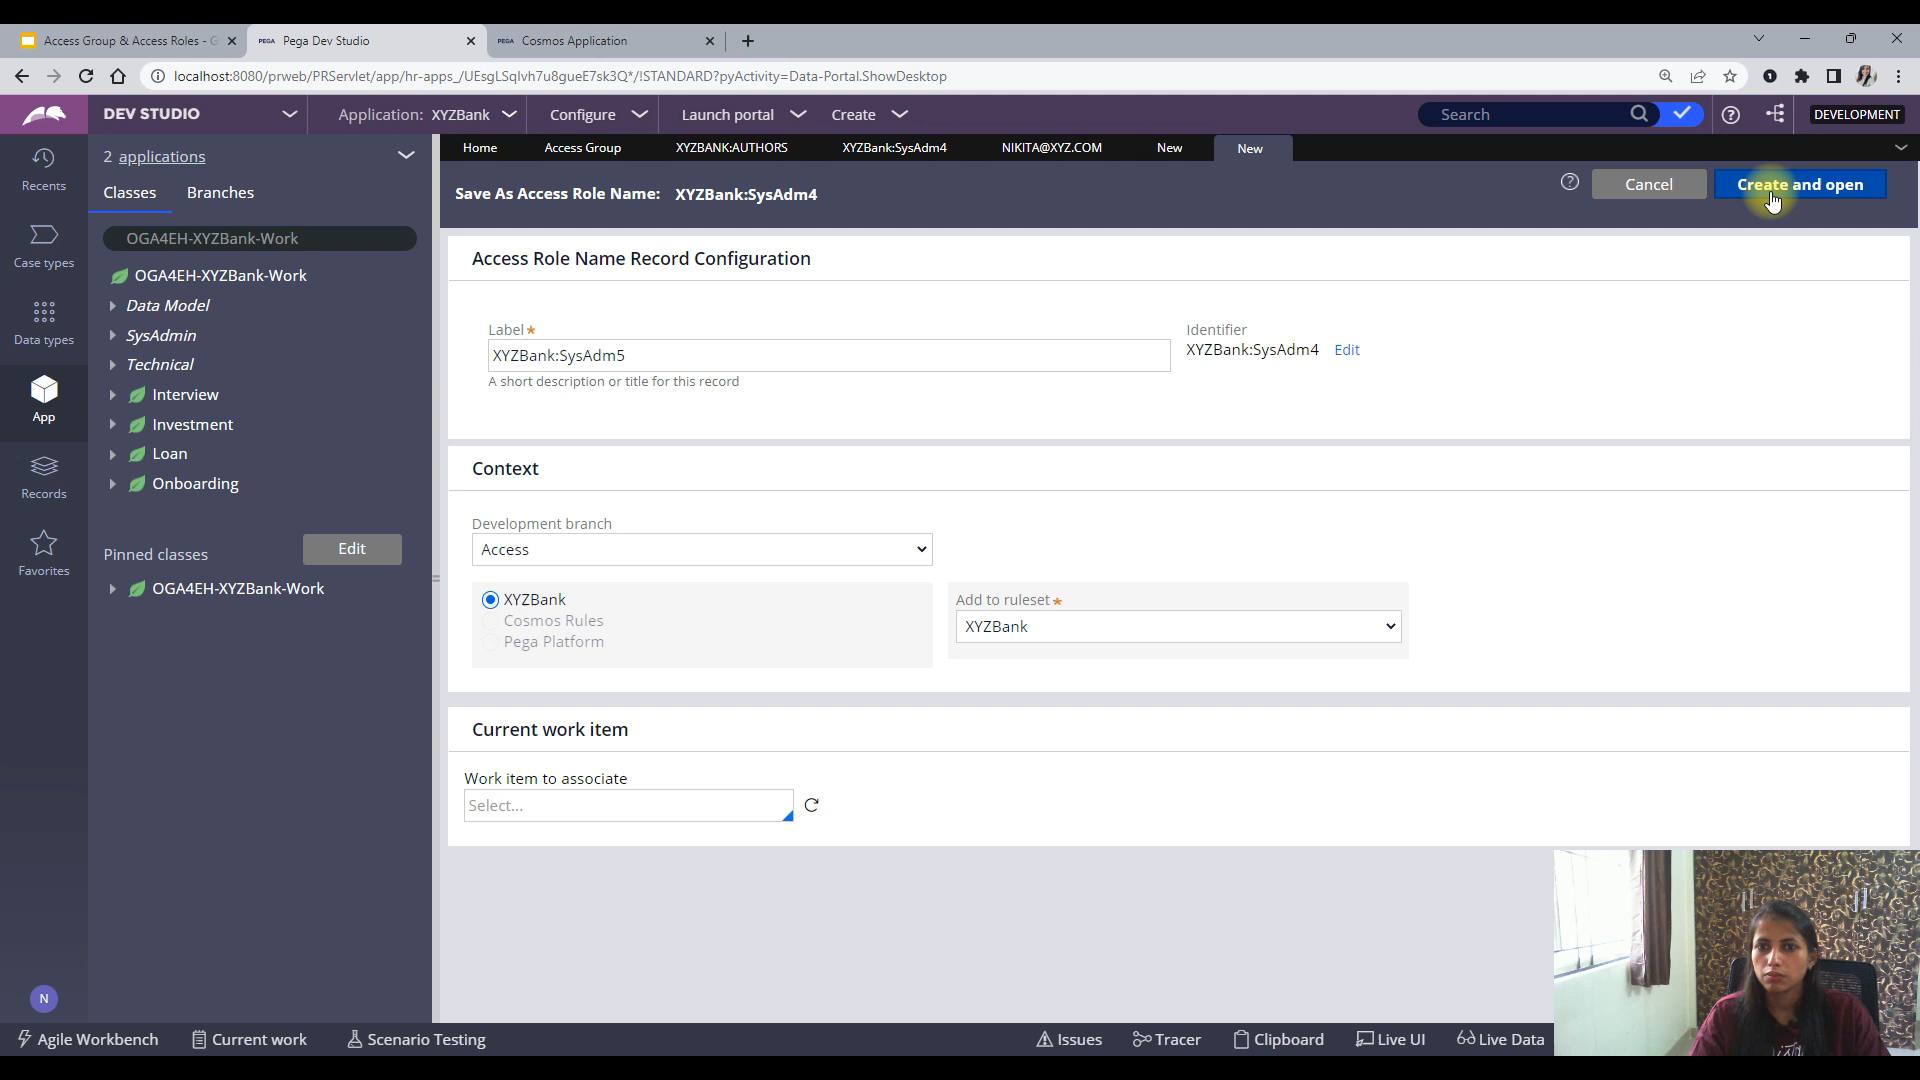 Access Group & Access Roles - G
Pega Dev Studio
Cosmos Application
localhost:8080/prweb/PRServlet/app/hr-apps_/UEsgLSqlvh7u8gueE7sk3Q*/!STANDARD?pyActivity=Data-Portal.ShowDesktop
DEV STUDIO
Application: XYZBank
Configure
Launch portal
Create
Search
DEVELOPMENT
Recents
Case types
Data types
App
Records
Favorites
N
2 applications
Classes
Branches
OGA4EH-XYZBank-Work
OGA4EH-XYZBank-Work
Data Model
SysAdmin
Technical
Interview
Investment
Loan
Onboarding
Pinned classes
Edit
OGA4EH-XYZBank-Work
Home
Access Group
XYZBANK:AUTHORS
XYZBank:SysAdm4
NIKITA@XYZ.COM
New
New
Save As Access Role Name: XYZBank:SysAdm4
Cancel
Create and open
Access Role Name Record Configuration
Label*
XYZBank:SysAdm5
A short description or title for this record
Identifier
XYZBank:SysAdm4 Edit
Context
Development branch
Access
XYZBank
Cosmos Rules
Pega Platform
Add to ruleset*
XYZBank
Current work item
Work item to associate
Select...
Agile Workbench
Current work
Scenario Testing
Issues
Tracer
Clipboard
Live UI
Live Data